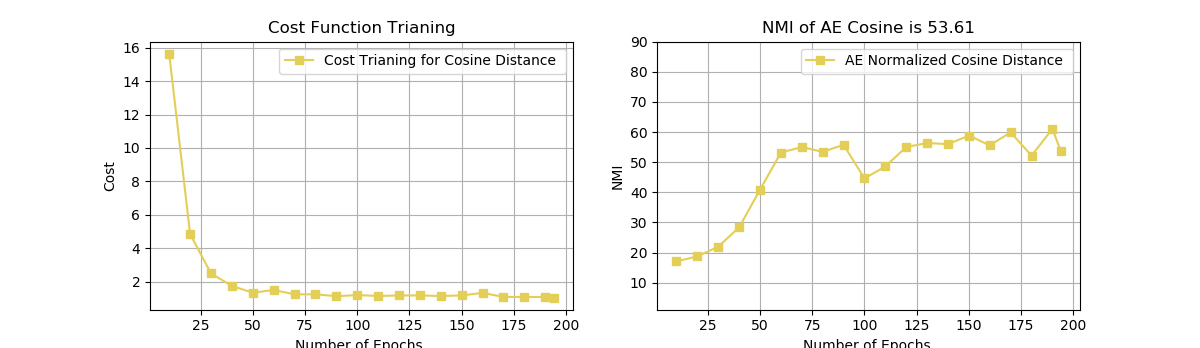 Cost Function Trianing
16
14
12
10
8
6
4
2
Cost
Cost Trianing for Cosine Distance
25 50 75 100 125 150 175 200
Number of Epochs
NMI of AE Cosine is 53.61
90
80
70
60
50
40
30
20
10
NMI
AE Normalized Cosine Distance
25 50 75 100 125 150 175 200
Number of Epochs